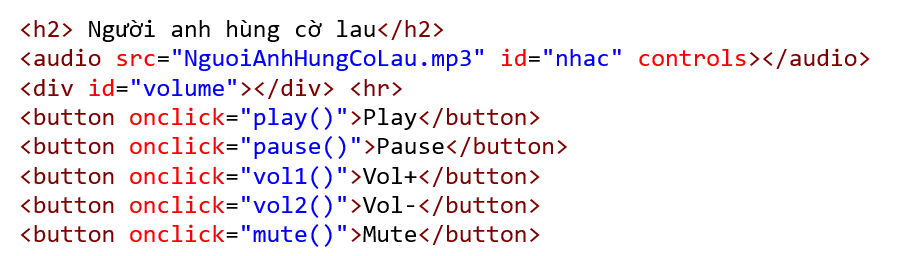 <h2> Người anh hùng cờ lau</h2>
<audio src="NguoiAnhHungCoLau.mp3" id="nhac" controls></audio>
<div id="volume"></div> <hr>
<button onclick="play()">Play</button>
<button onclick="pause()">Pause</button>
<button onclick="vol1()">Vol+</button>
<button onclick="vol2()">Vol-</button>
<button onclick="mute()">Mute</button>